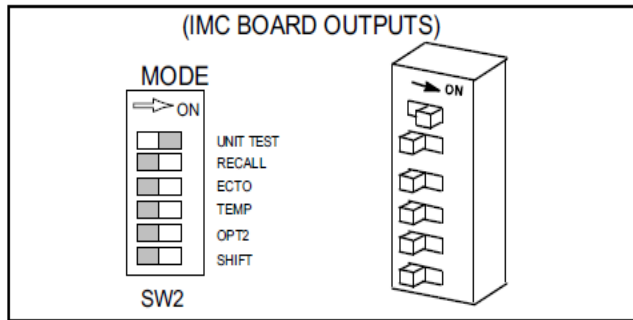 (IMC BOARD OUTPUTS)
MODE
ON
UNIT TEST
RECALL
ECTO
TEMP
OPT2
SHIFT
SW2
ON